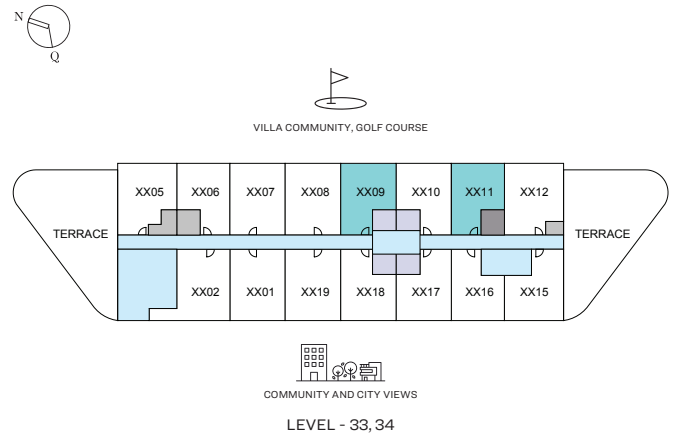 N
Q
VILLA COMMUNITY, GOLF COURSE
XX05 XX06 XX07 XX08 XX09 XX10 XX11 XX12
TERRACE TERRACE
XX02 XX01 XX19 XX18 XX17 XX16 XX15
COMMUNITY AND CITY VIEWS
LEVEL - 33, 34